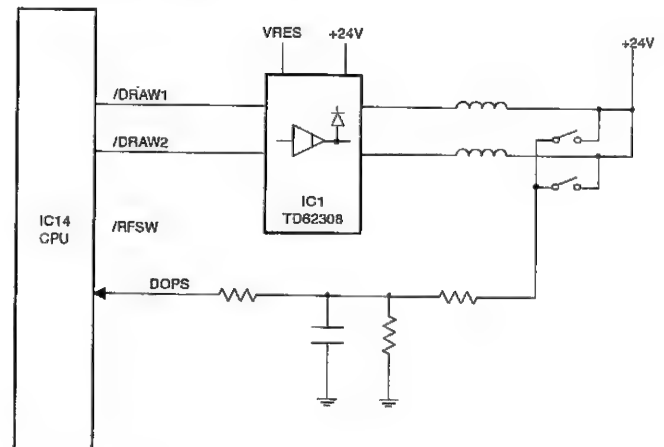 VRES +24V
+24V
/DRAW1
/DRAW2
IC1
TD62308
IC14
CPU
/RFSW
DOPS